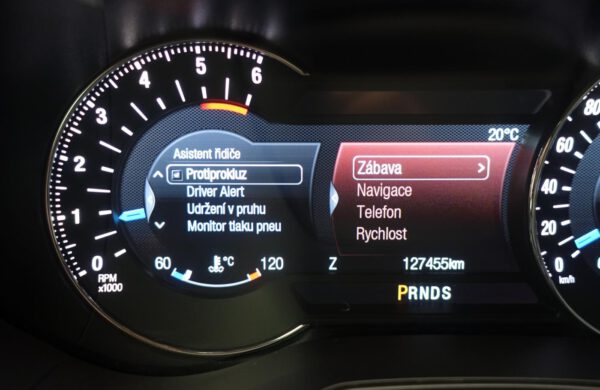 6
5
4
3
2
1
0
RPM
x1000
Asistent řidiče
Protiprokluz
Driver Alert
Udržení v pruhu
Monitor tlaku pneu
60 °C 120
20°C
Zábava >
Navigace
Telefon
Rychlost
Z 127455km
PRNDS
80
60
40
20
0
km/h